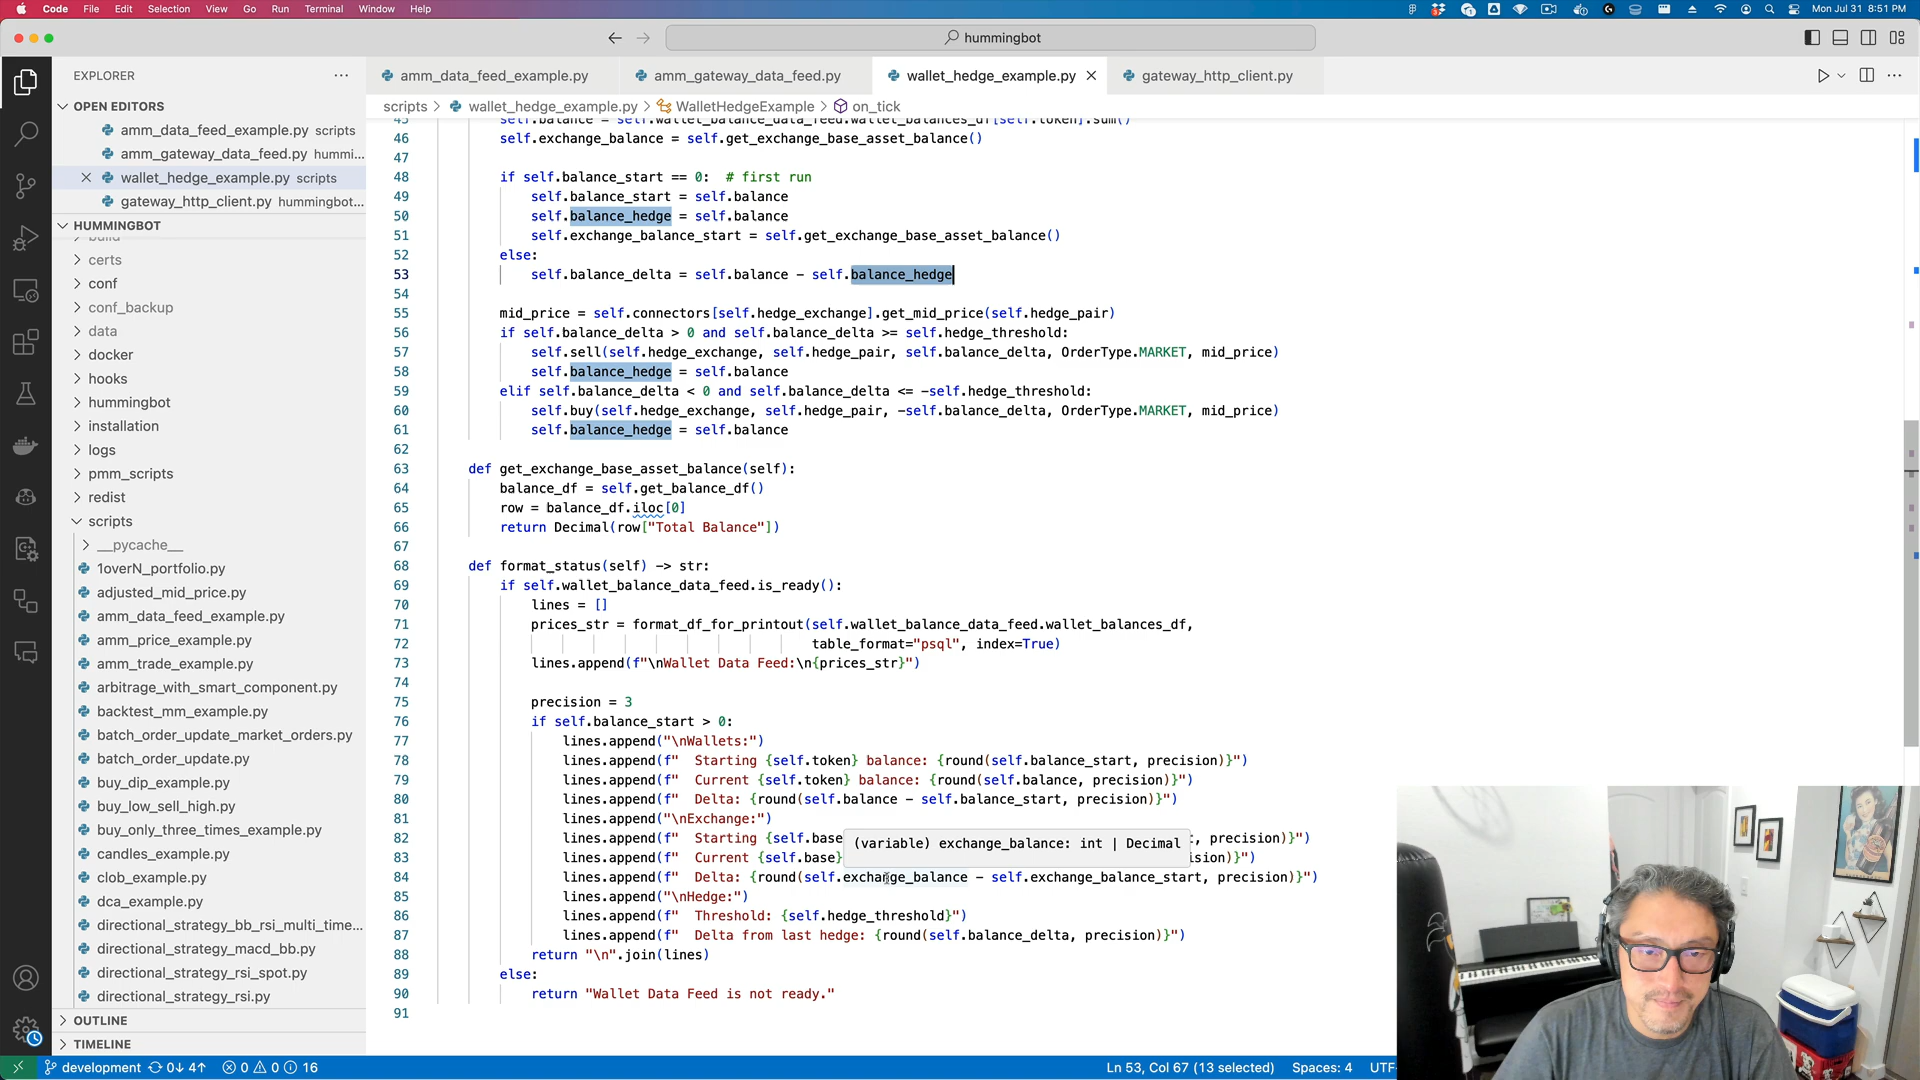 Code File Edit Selection View Go Run Terminal Window Help
Mon Jul 31 8:51 PM
hummingbot
EXPLORER
OPEN EDITORS
amm_data_feed_example.py scripts
amm_gateway_data_feed.py hummi...
wallet_hedge_example.py scripts
gateway_http_client.py hummingbot...
HUMMINGBOT
build
certs
conf
conf_backup
data
docker
hooks
hummingbot
installation
logs
pmm_scripts
redist
scripts
__pycache__
1overN_portfolio.py
adjusted_mid_price.py
amm_data_feed_example.py
amm_price_example.py
amm_trade_example.py
arbitrage_with_smart_component.py
backtest_mm_example.py
batch_order_update_market_orders.py
batch_order_update.py
buy_dip_example.py
buy_low_sell_high.py
buy_only_three_times_example.py
candles_example.py
clob_example.py
dca_example.py
directional_strategy_bb_rsi_multi_time...
directional_strategy_macd_bb.py
directional_strategy_rsi_spot.py
directional_strategy_rsi.py
OUTLINE
TIMELINE
amm_data_feed_example.py amm_gateway_data_feed.py wallet_hedge_example.py gateway_http_client.py
scripts > wallet_hedge_example.py > WalletHedgeExample > on_tick
45 self.balance = self.wallet_balance_data_feed.wallet_balances_df[self.token].sum()
46 self.exchange_balance = self.get_exchange_base_asset_balance()
47
48 if self.balance_start == 0:  # first run
49 self.balance_start = self.balance
50 self.balance_hedge = self.balance
51 self.exchange_balance_start = self.get_exchange_base_asset_balance()
52 else:
53 self.balance_delta = self.balance - self.balance_hedge
54
55 mid_price = self.connectors[self.hedge_exchange].get_mid_price(self.hedge_pair)
56 if self.balance_delta > 0 and self.balance_delta >= self.hedge_threshold:
57 self.sell(self.hedge_exchange, self.hedge_pair, self.balance_delta, OrderType.MARKET, mid_price)
58 self.balance_hedge = self.balance
59 elif self.balance_delta < 0 and self.balance_delta <= -self.hedge_threshold:
60 self.buy(self.hedge_exchange, self.hedge_pair, -self.balance_delta, OrderType.MARKET, mid_price)
61 self.balance_hedge = self.balance
62
63 def get_exchange_base_asset_balance(self):
64 balance_df = self.get_balance_df()
65 row = balance_df.iloc[0]
66 return Decimal(row["Total Balance"])
67
68 def format_status(self) -> str:
69 if self.wallet_balance_data_feed.is_ready():
70 lines = []
71 prices_str = format_df_for_printout(self.wallet_balance_data_feed.wallet_balances_df,
72 table_format="psql", index=True)
73 lines.append(f"\nWallet Data Feed:\n{prices_str}")
74
75 precision = 3
76 if self.balance_start > 0:
77 lines.append("\nWallets:")
78 lines.append(f"  Starting {self.token} balance: {round(self.balance_start, precision)}")
79 lines.append(f"  Current {self.token} balance: {round(self.balance, precision)}")
80 lines.append(f"  Delta: {round(self.balance - self.balance_start, precision)}")
81 lines.append("\nExchange:")
82 lines.append(f"  Starting {self.base , precision)}")
(variable) exchange_balance: int | Decimal
83 lines.append(f"  Current {self.base} ision)}")
84 lines.append(f"  Delta: {round(self.exchange_balance - self.exchange_balance_start, precision)}")
85 lines.append("\nHedge:")
86 lines.append(f"  Threshold: {self.hedge_threshold}")
87 lines.append(f"  Delta from last hedge: {round(self.balance_delta, precision)}")
88 return "\n".join(lines)
89 else:
90 return "Wallet Data Feed is not ready."
91
development 0↓ 4↑ 0 0 16
Ln 53, Col 67 (13 selected) Spaces: 4 UTF-